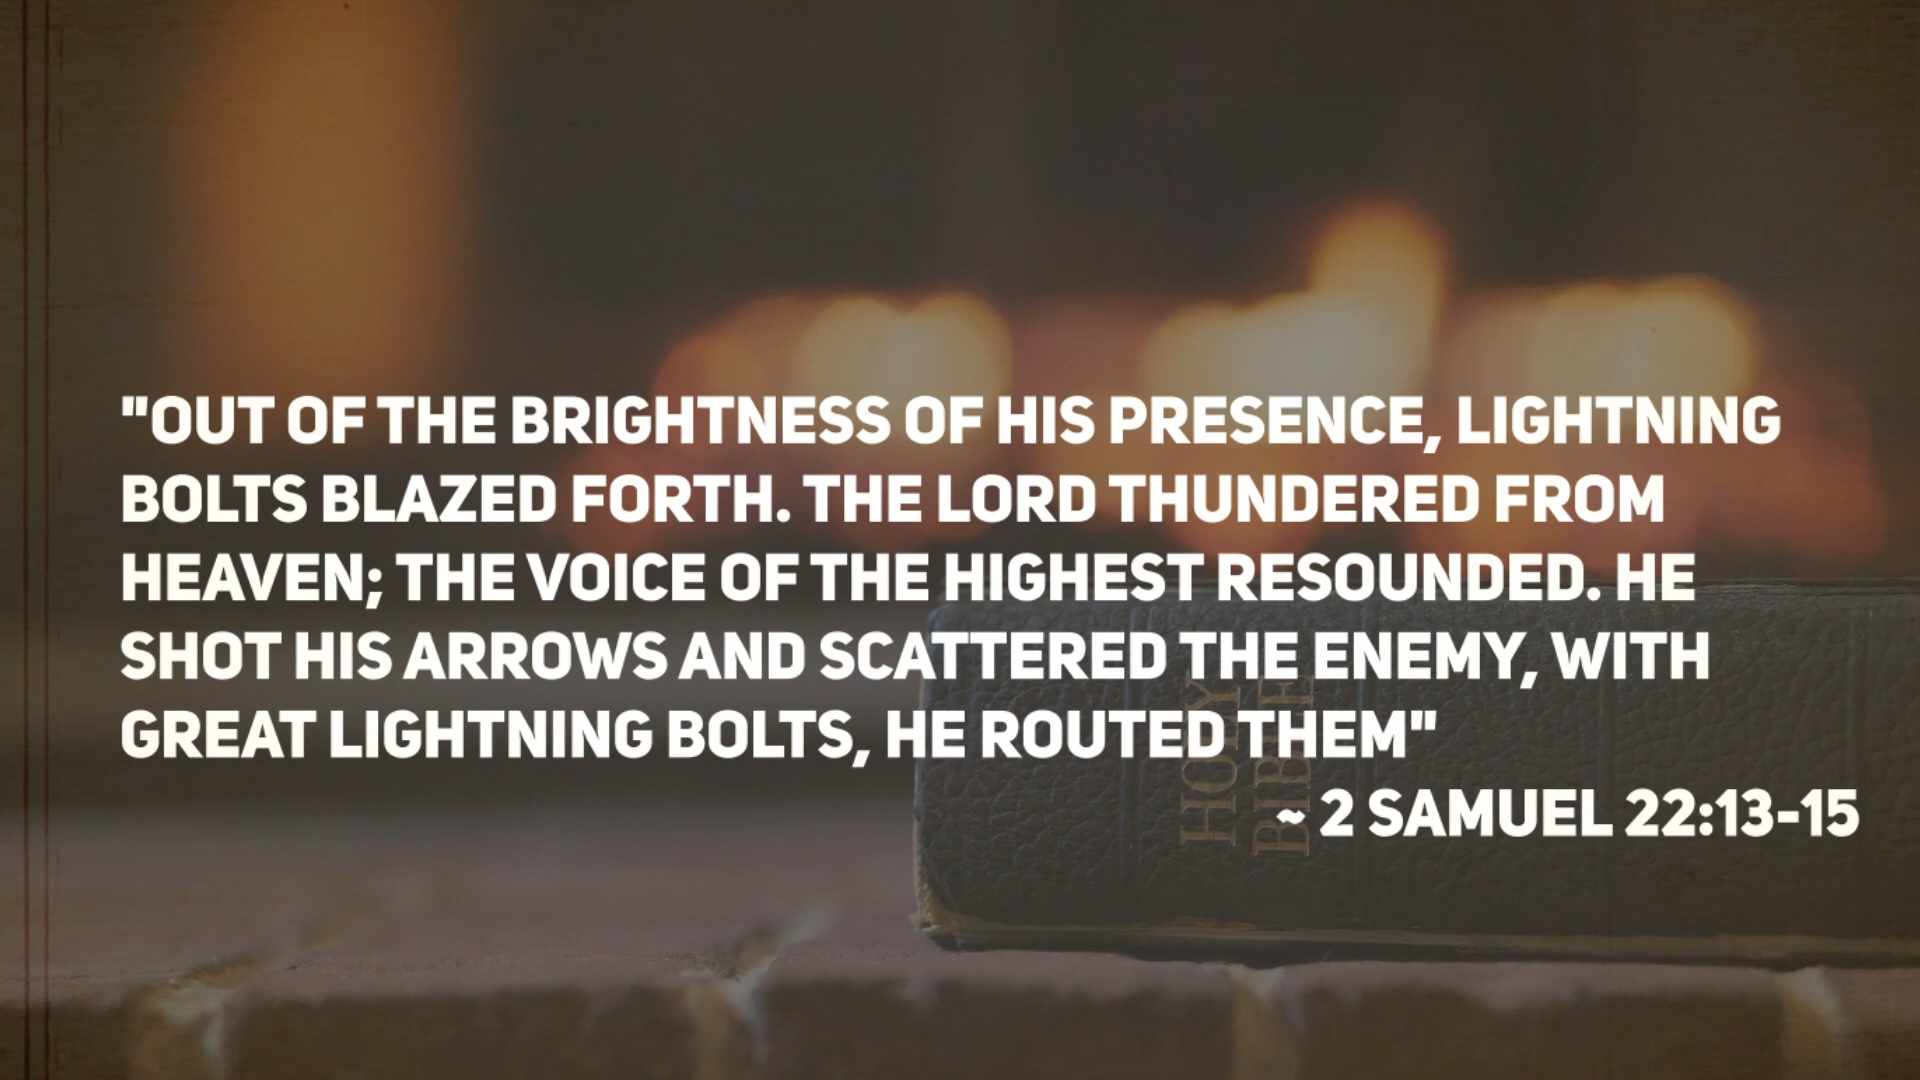 "OUT OF THE BRIGHTNESS OF HIS PRESENCE, LIGHTNING
BOLTS BLAZED FORTH. THE LORD THUNDERED FROM
HEAVEN; THE VOICE OF THE HIGHEST RESOUNDED. HE
SHOT HIS ARROWS AND SCATTERED THE ENEMY, WITH
GREAT LIGHTNING BOLTS, HE ROUTED THEM"
~ 2 SAMUEL 22:13-15
HOLY
BIBLE